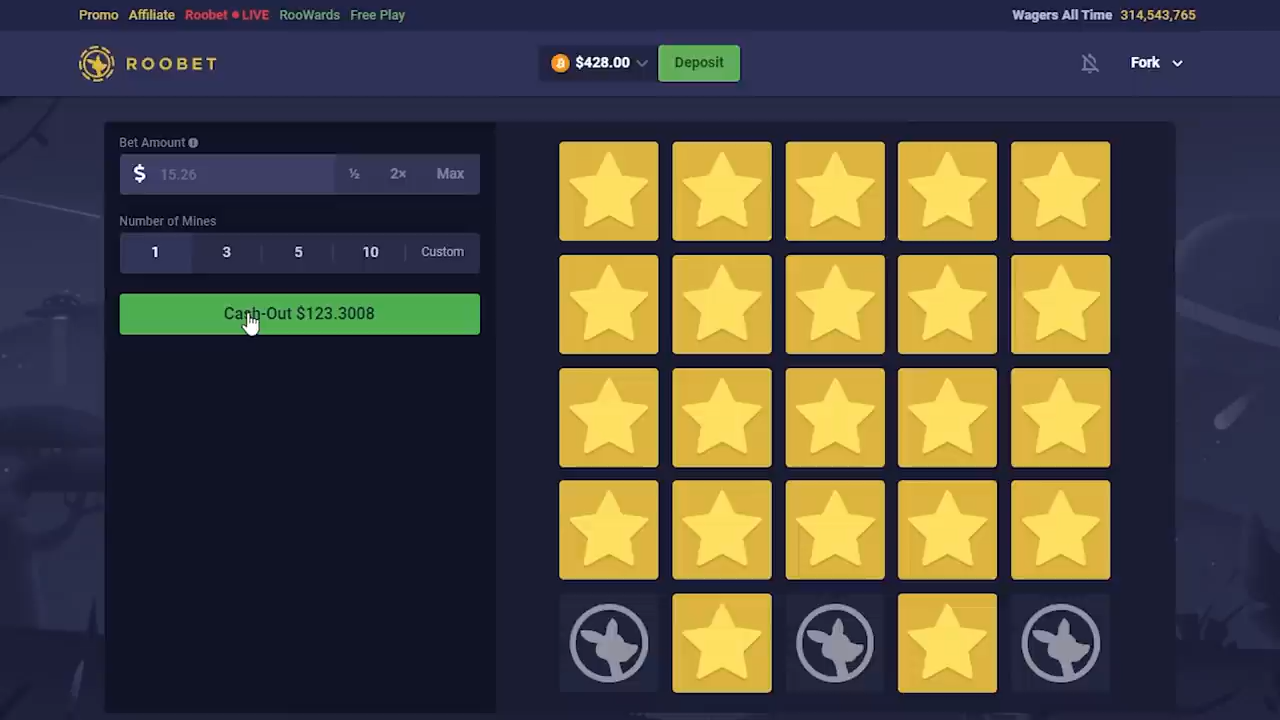 Promo Affiliate Roobet LIVE RooWards Free Play Wagers All Time 314,543,765
ROOBET $428.00 Deposit Fork
Bet Amount
$ 15.26 ½ 2× Max
Number of Mines
1 3 5 10 Custom
Cash-Out $123.3008